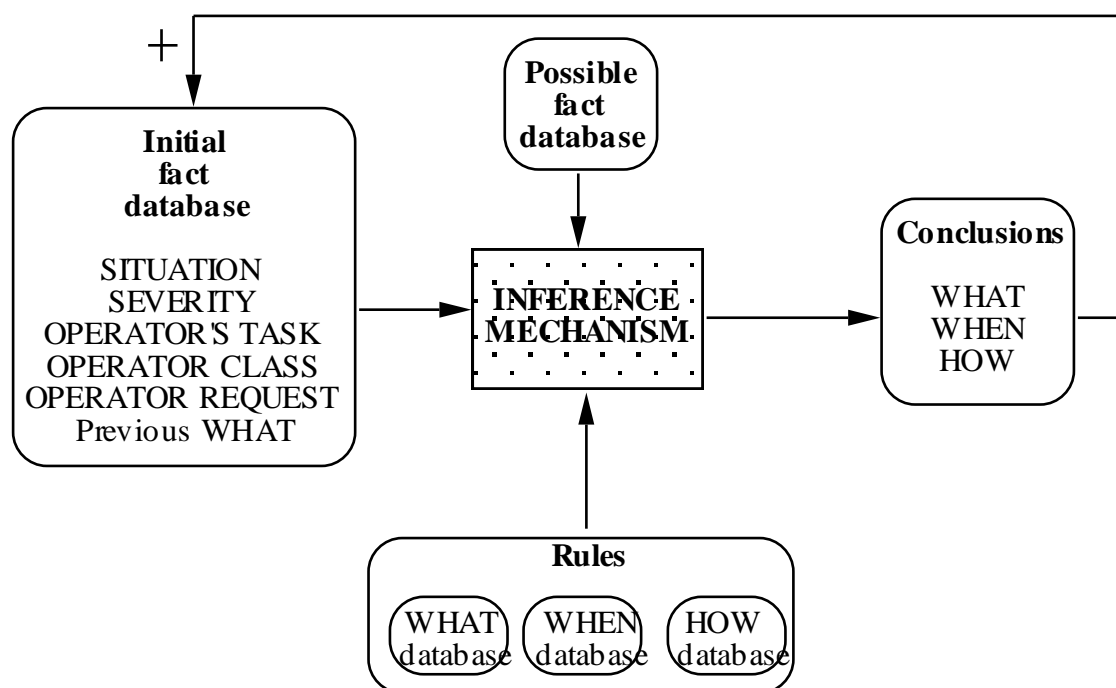 +
Initial
fact
database
SITUATION
SEVERITY
OPERATOR'S TASK
OPERATOR CLASS
OPERATOR REQUEST
Previous WHAT
Possible
fact
database
INFERENCE
MECHANISM
Conclusions
WHAT
WHEN
HOW
Rules
WHAT
database
WHEN
database
HOW
database